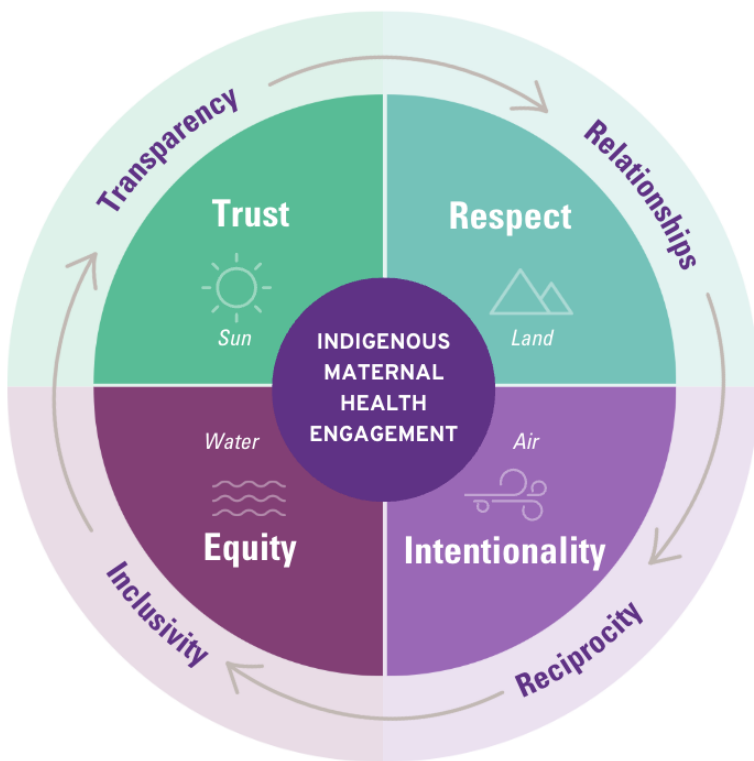 Transparency
Relationships
Trust
Respect
Sun
Land
INDIGENOUS
MATERNAL
HEALTH
ENGAGEMENT
Water
Air
Equity
Intentionality
Inclusivity
Reciprocity